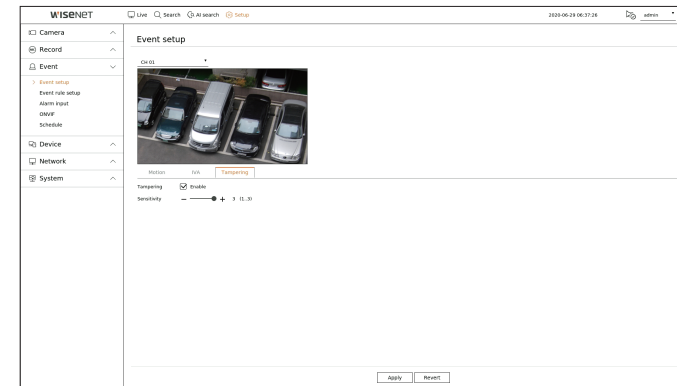 WISENET
Live Search AI search Setup
2020-06-29 06:37:26 admin
Camera
Record
Event
Event setup
Event rule setup
Alarm input
ONVIF
Schedule
Device
Network
System
Event setup
CH 01
Motion IVA Tampering
Tampering Enable
Sensitivity − + 3 (1..3)
Apply Revert